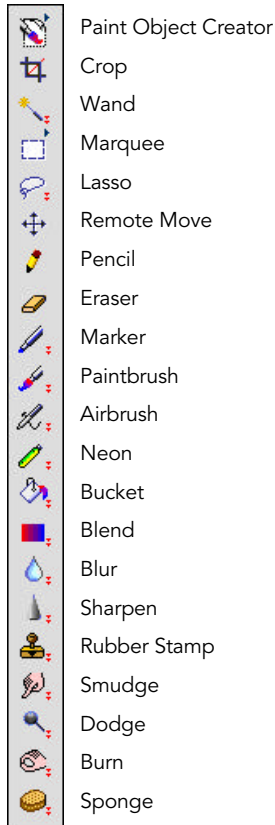 Paint Object Creator
Crop
Wand
Marquee
Lasso
Remote Move
Pencil
Eraser
Marker
Paintbrush
Airbrush
Neon
Bucket
Blend
Blur
Sharpen
Rubber Stamp
Smudge
Dodge
Burn
Sponge